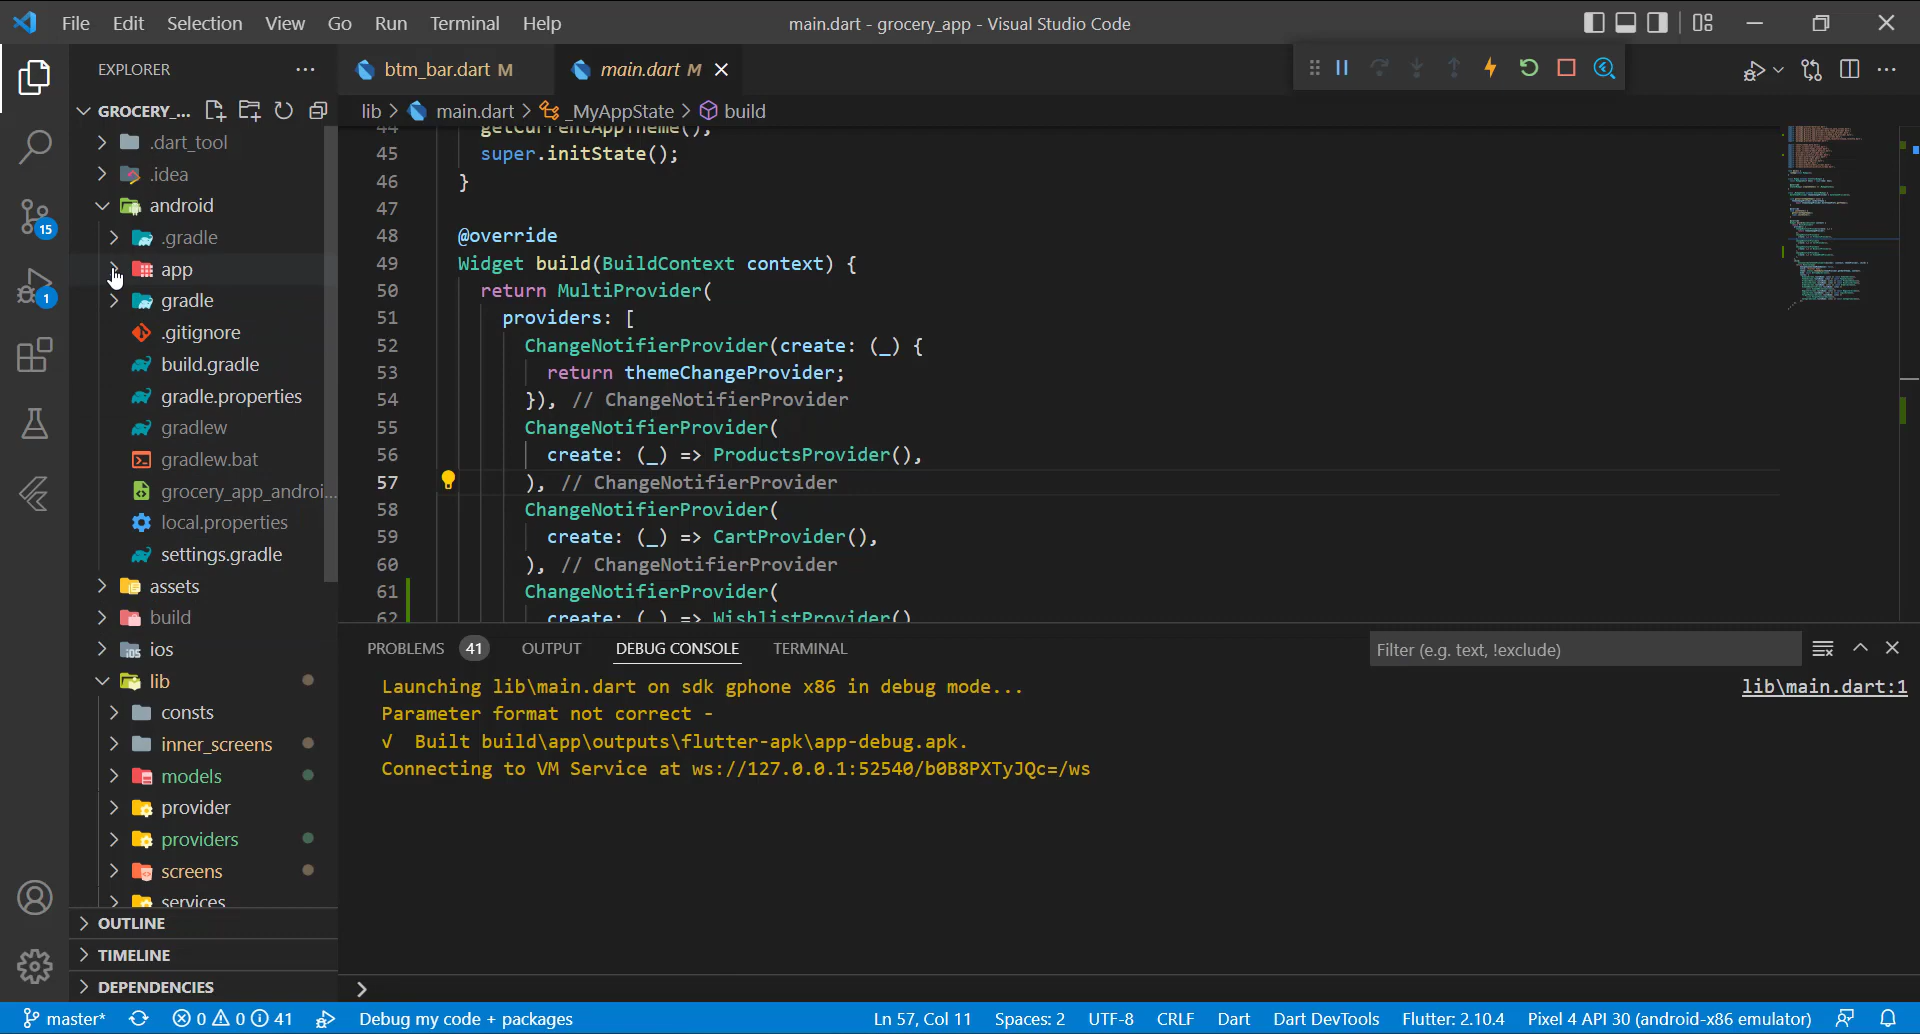 File Edit Selection View Go Run Terminal Help
main.dart - grocery_app - Visual Studio Code
EXPLORER
GROCERY_...
.dart_tool
.idea
android
.gradle
app
gradle
.gitignore
build.gradle
gradle.properties
gradlew
gradlew.bat
grocery_app_androi...
local.properties
settings.gradle
assets
build
ios
lib
consts
inner_screens
models
provider
providers
screens
services
OUTLINE
TIMELINE
DEPENDENCIES
15
1
btm_bar.dart M
main.dart M
lib > main.dart > _MyAppState > build
44 getCurrentAppTheme();
45 super.initState();
46 }
47
48 @override
49 Widget build(BuildContext context) {
50 return MultiProvider(
51 providers: [
52 ChangeNotifierProvider(create: (_) {
53 return themeChangeProvider;
54 }), // ChangeNotifierProvider
55 ChangeNotifierProvider(
56 create: (_) => ProductsProvider(),
57 ), // ChangeNotifierProvider
58 ChangeNotifierProvider(
59 create: (_) => CartProvider(),
60 ), // ChangeNotifierProvider
61 ChangeNotifierProvider(
62 create: (_) => WishlistProvider()
PROBLEMS 41 OUTPUT DEBUG CONSOLE TERMINAL
Filter (e.g. text, !exclude)
Launching lib\main.dart on sdk gphone x86 in debug mode...
lib\main.dart:1
Parameter format not correct -
√ Built build\app\outputs\flutter-apk\app-debug.apk.
Connecting to VM Service at ws://127.0.0.1:52540/b0B8PXTyJQc=/ws
master* 0 0 41 Debug my code + packages Ln 57, Col 11 Spaces: 2 UTF-8 CRLF Dart Dart DevTools Flutter: 2.10.4 Pixel 4 API 30 (android-x86 emulator)